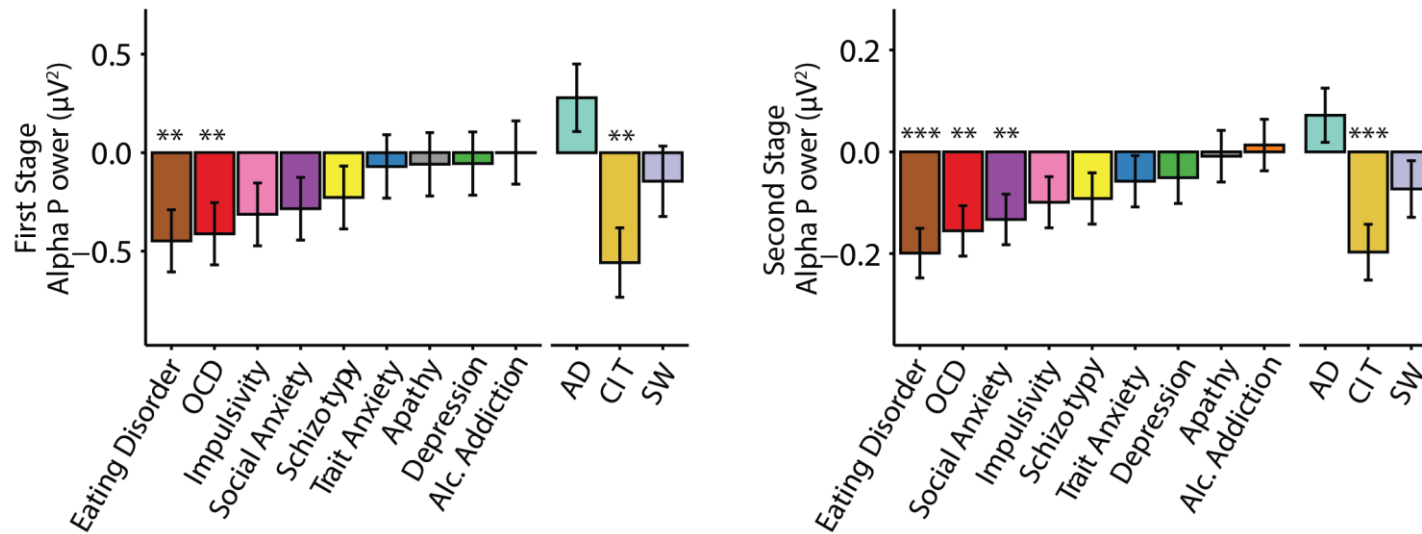 First Stage
Alpha P ower (µV²)
0.5
0.0
−0.5
** **
**
Eating Disorder
OCD
Impulsivity
Social Anxiety
Schizotypy
Trait Anxiety
Apathy
Depression
Alc. Addiction
AD
CIT
SW
Second Stage
Alpha P ower (µV²)
0.2
0.0
−0.2
*** ** **
***
Eating Disorder
OCD
Social Anxiety
Impulsivity
Schizotypy
Trait Anxiety
Depression
Apathy
Alc. Addiction
AD
CIT
SW